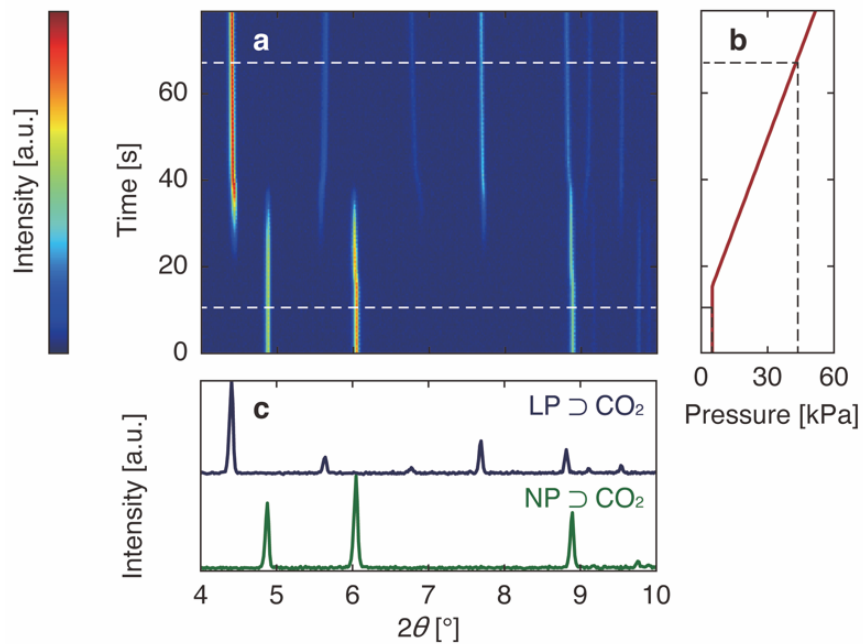 Intensity [a.u.]
a
Time [s]
60
40
20
0
b
0
30
60
Pressure [kPa]
c
LP ⊃ CO₂
NP ⊃ CO₂
Intensity [a.u.]
4
5
6
7
8
9
10
2θ [°]